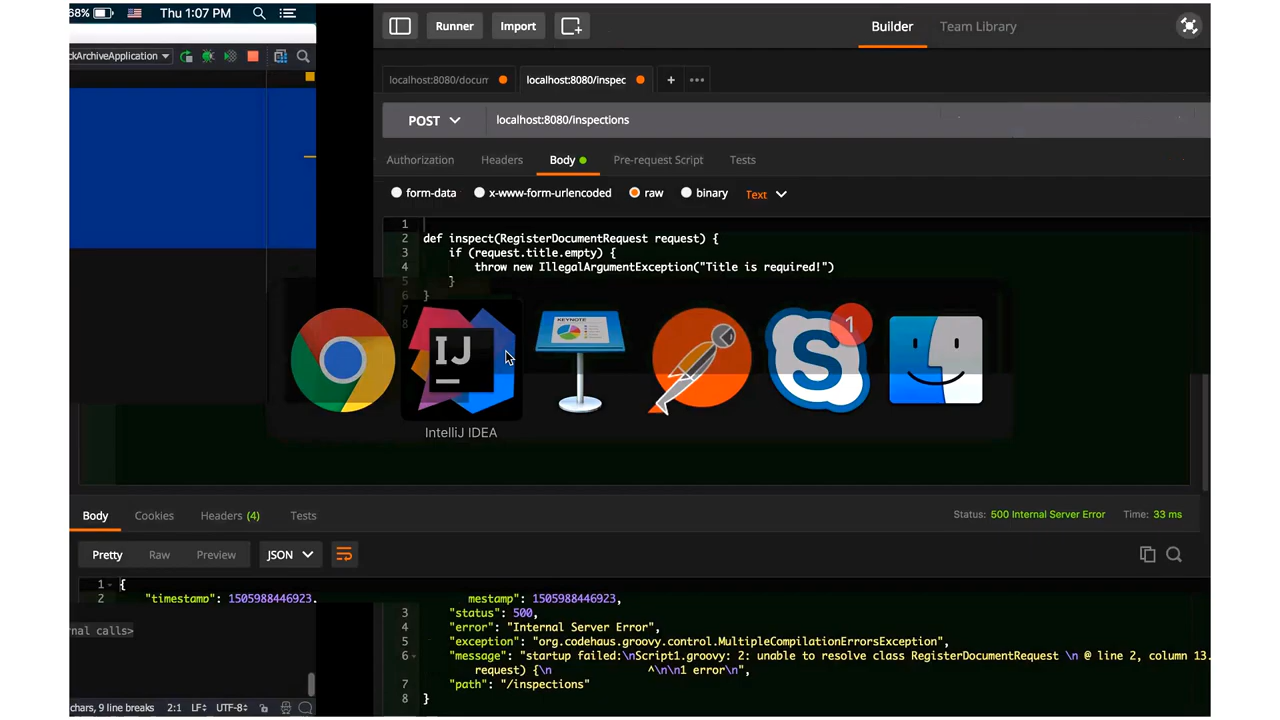 68% Thu 1:07 PM
Runner Import Builder Team Library
ckArchiveApplication
localhost:8080/docum localhost:8080/inspec + •••
POST localhost:8080/inspections
Authorization Headers Body Pre-request Script Tests
form-data x-www-form-urlencoded raw binary Text
1
2 def inspect(RegisterDocumentRequest request) {
3 if (request.title.empty) {
4 throw new IllegalArgumentException("Title is required!")
5 }
6 }
7
8
IJ
KEYNOTE
S
1
IntelliJ IDEA
Body Cookies Headers (4) Tests Status: 500 Internal Server Error Time: 33 ms
Pretty Raw Preview JSON
1 {
2 "timestamp": 1505988446923,
mestamp": 1505988446923,
3 "status": 500,
rnal calls>
4 "error": "Internal Server Error",
5 "exception": "org.codehaus.groovy.control.MultipleCompilationErrorsException",
6 "message": "startup failed:\nScript1.groovy: 2: unable to resolve class RegisterDocumentRequest \n @ line 2, column 13.
request) {\n ^\n\n1 error\n",
7 "path": "/inspections"
8 }
chars, 9 line breaks 2:1 LF÷ UTF-8÷